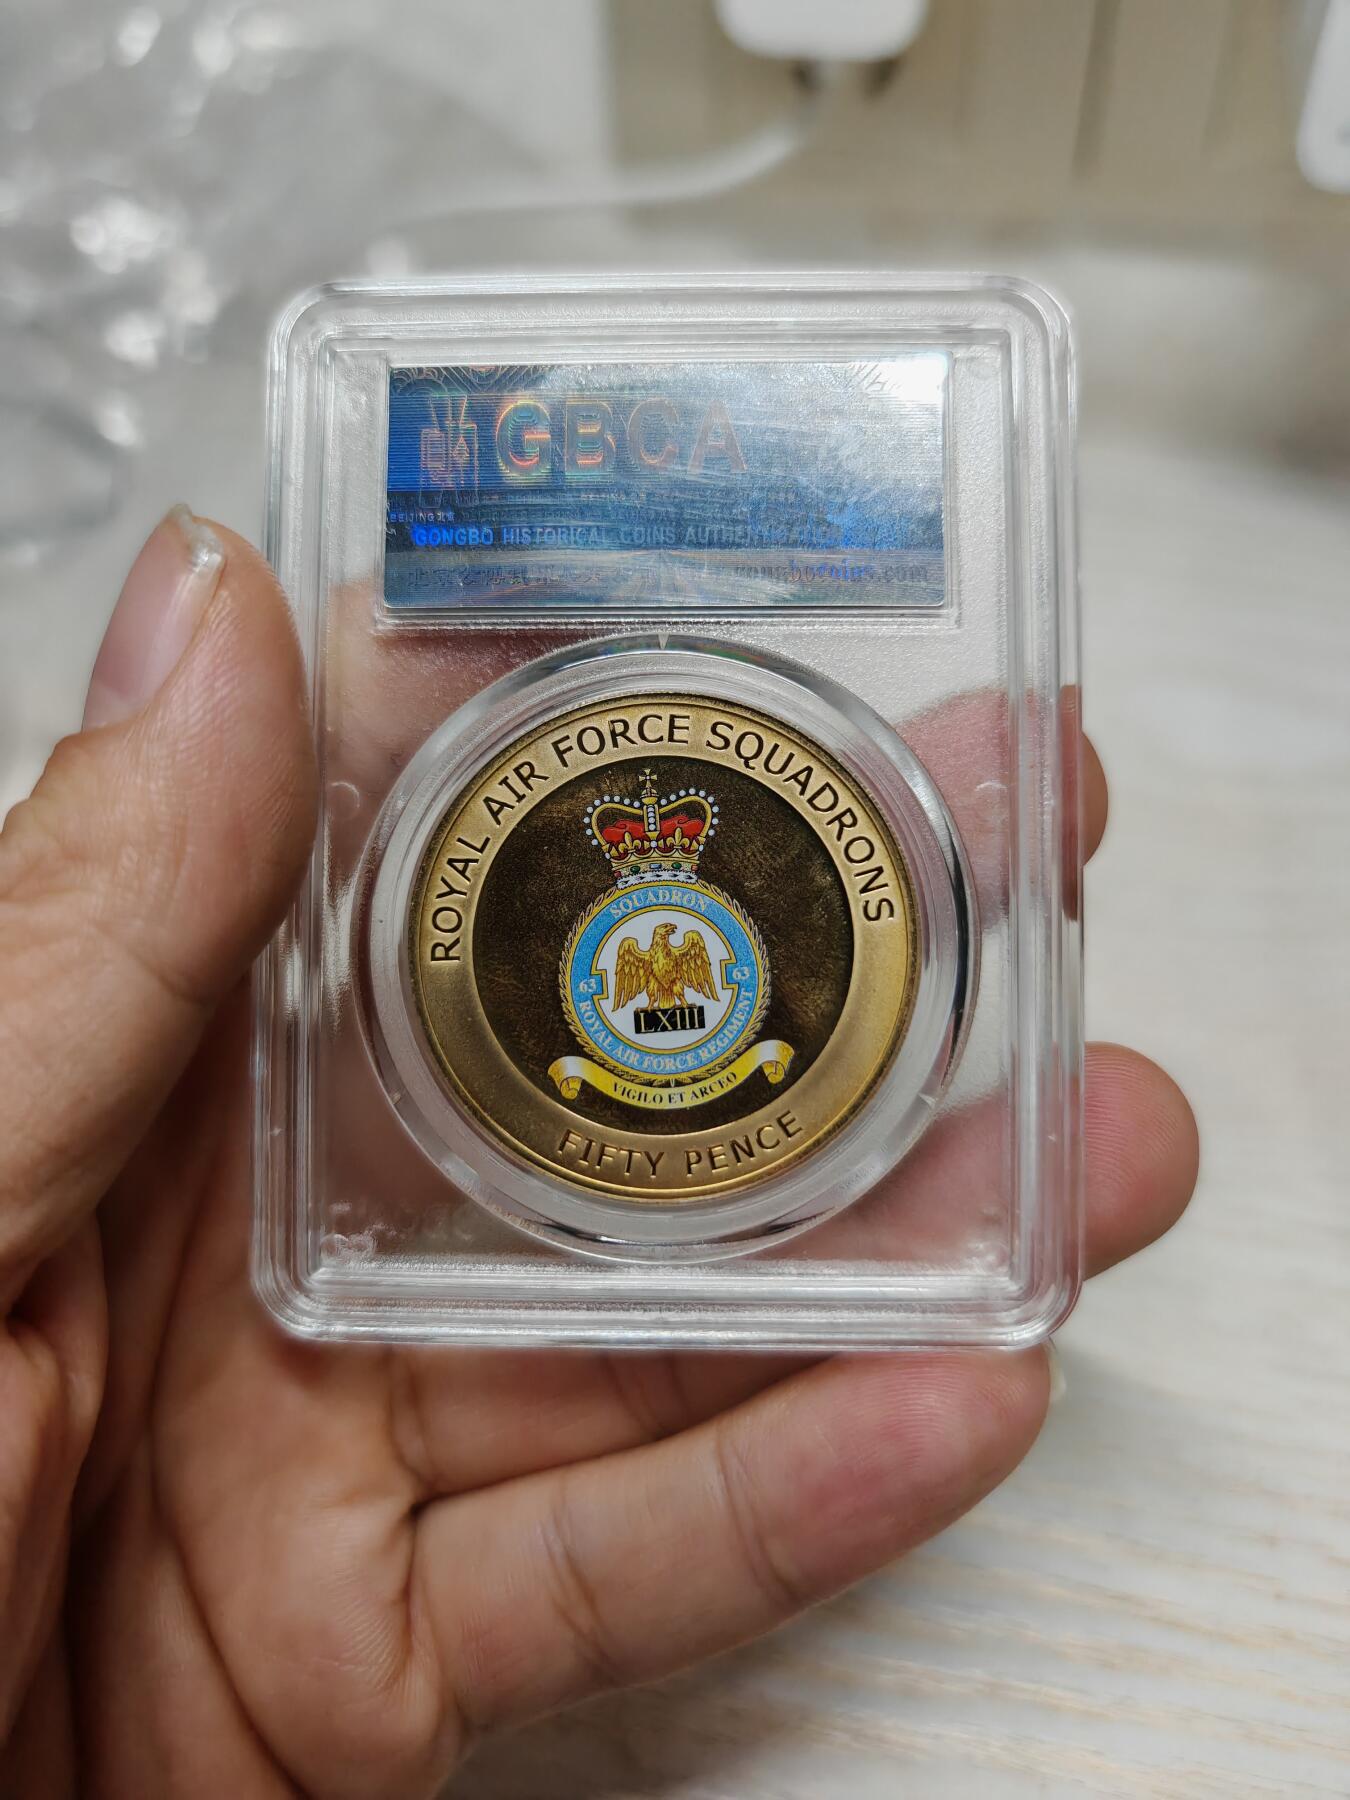 GBCA
BEIJING
GONGBO HISTORICAL COINS
ROYAL AIR FORCE SQUADRONS
SQUADRON
63 63
LXIII
ROYAL AIR FORCE REGIMENT
VIGILO ET ARCEO
FIFTY PENCE